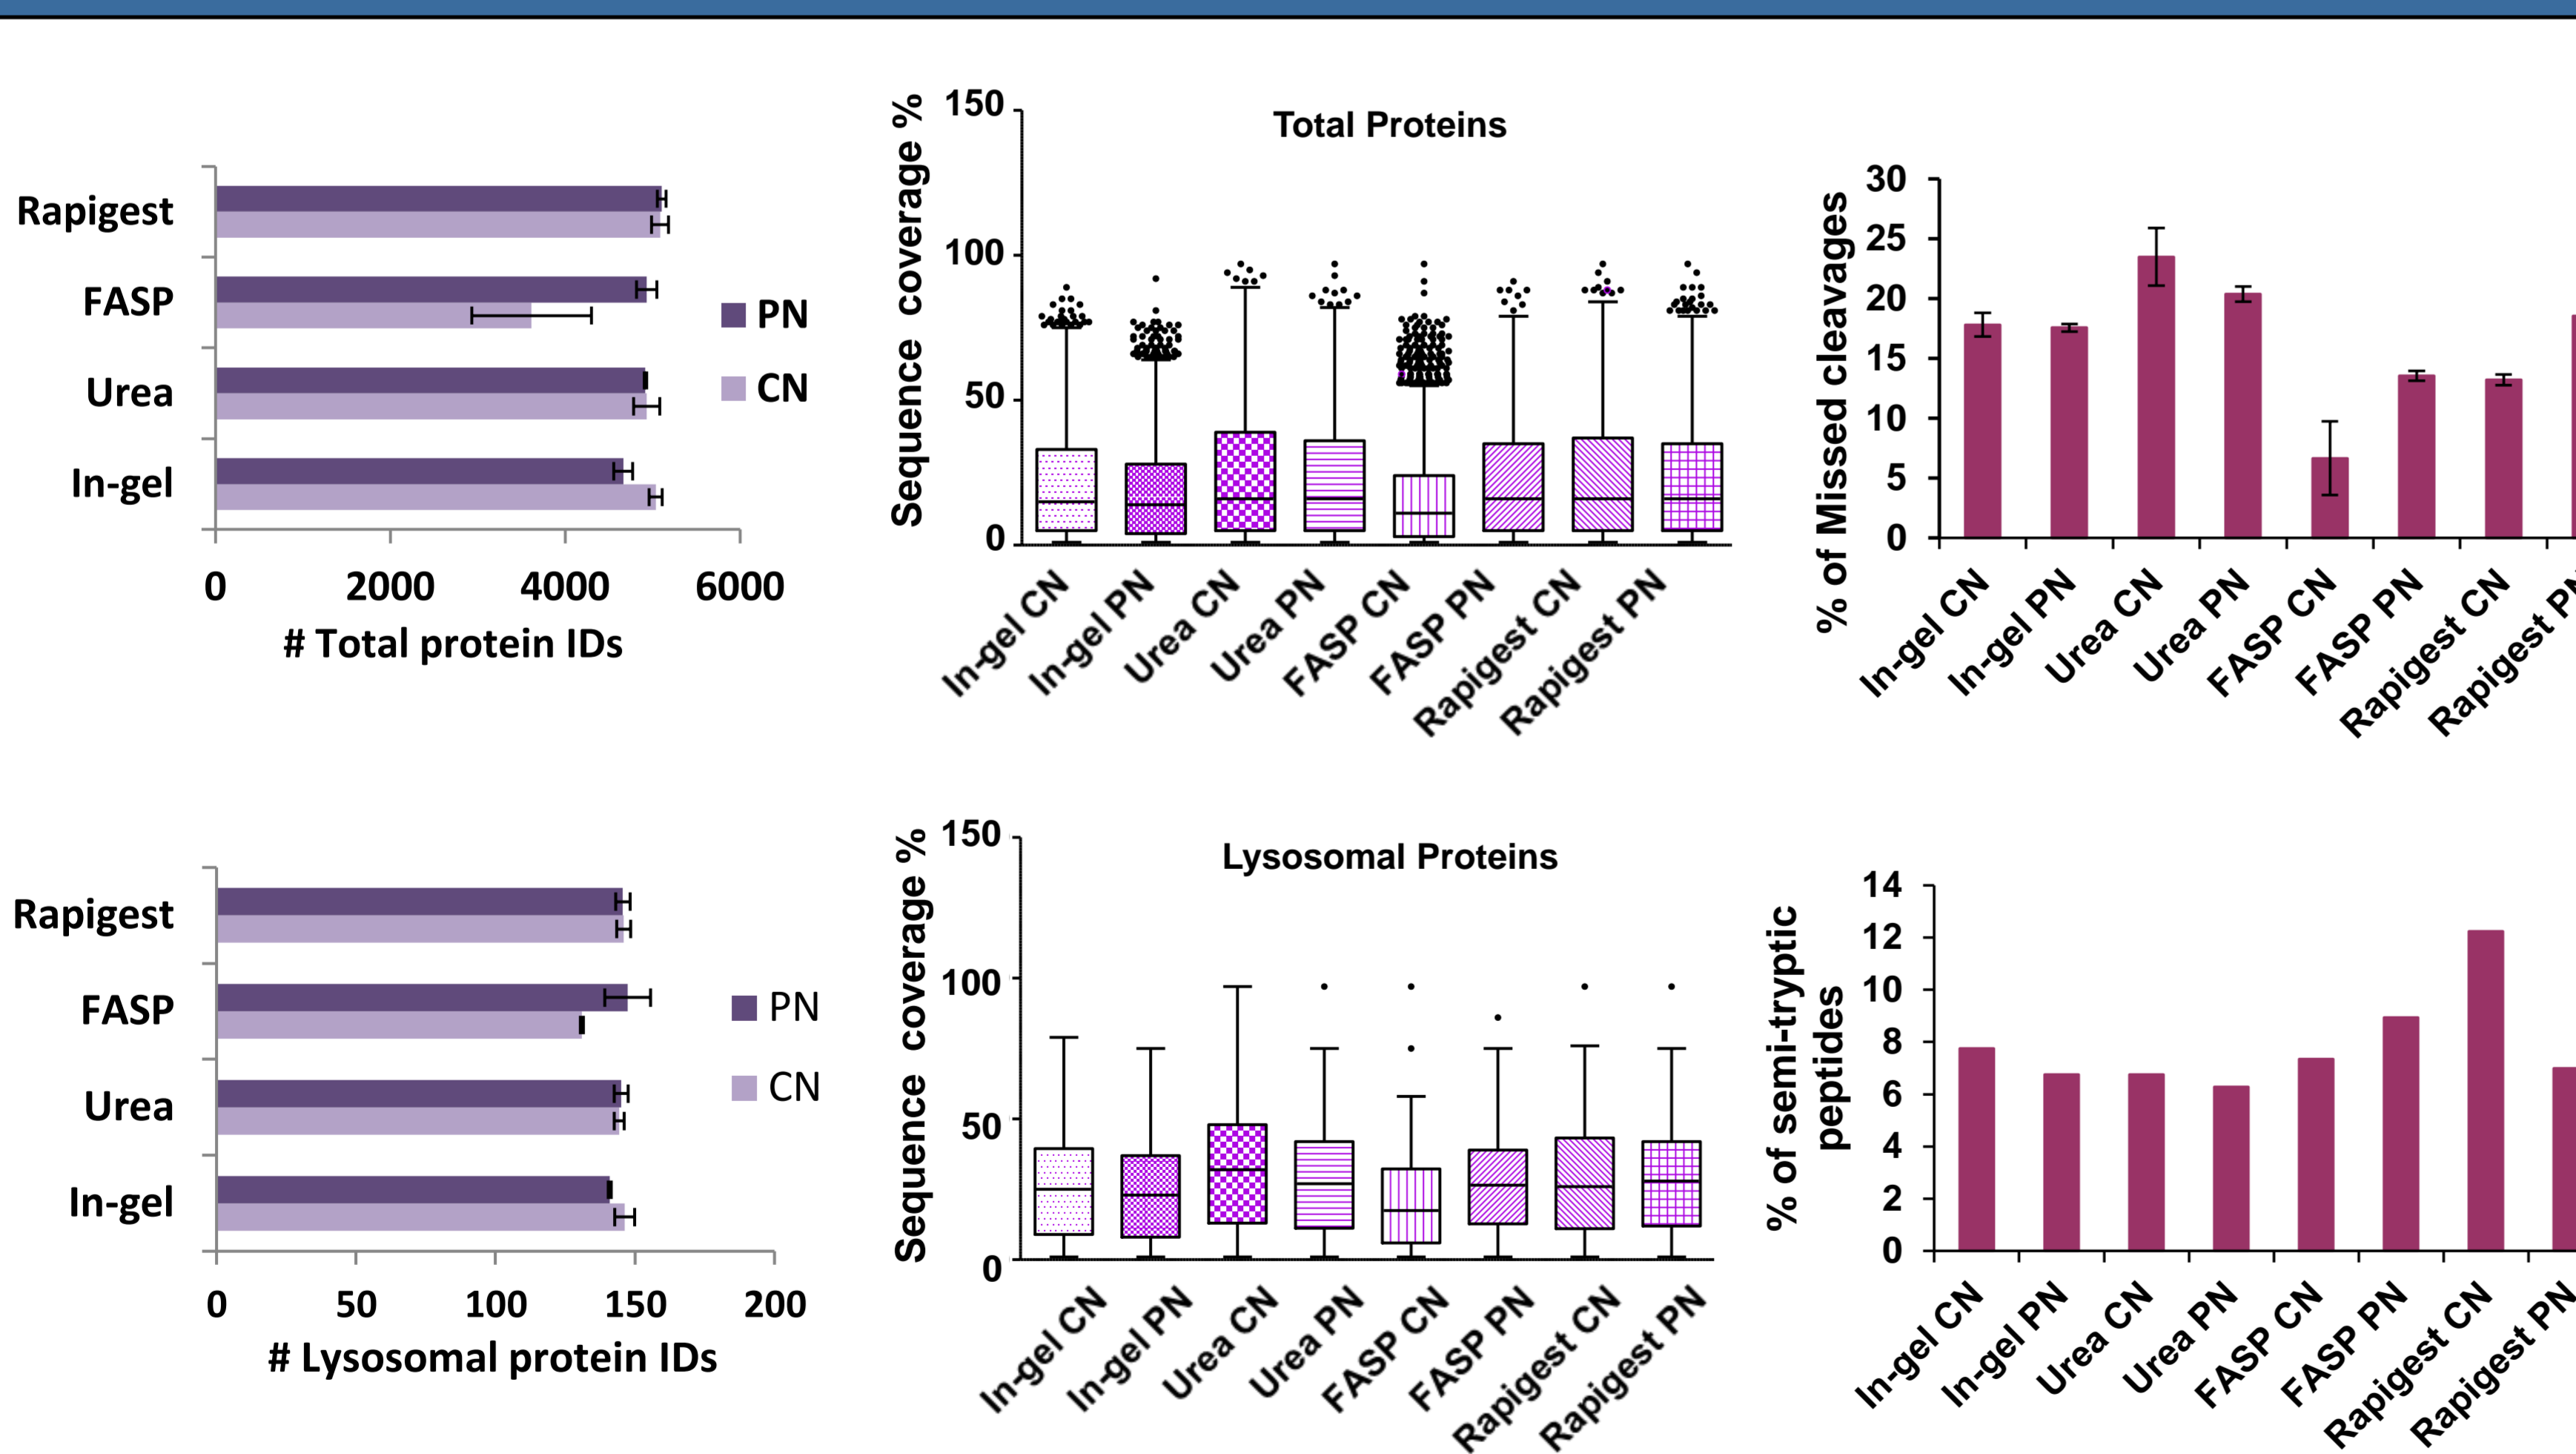 Rapigest
FASP
Urea
In-gel
0
2000
4000
6000
# Total protein IDs
PN
CN
Total Proteins
Sequence coverage %
150
100
50
0
In-gel CN
In-gel PN
Urea CN
Urea PN
FASP CN
FASP PN
Rapigest CN
Rapigest PN
% of Missed cleavages
30
25
20
15
10
5
0
In-gel CN
In-gel PN
Urea CN
Urea PN
FASP CN
FASP PN
Rapigest CN
Rapigest PN
Rapigest
FASP
Urea
In-gel
0
50
100
150
200
# Lysosomal protein IDs
PN
CN
Lysosomal Proteins
Sequence coverage %
150
100
50
0
In-gel CN
In-gel PN
Urea CN
Urea PN
FASP CN
FASP PN
Rapigest CN
Rapigest PN
% of semi-tryptic
peptides
14
12
10
8
6
4
2
0
In-gel CN
In-gel PN
Urea CN
Urea PN
FASP CN
FASP PN
Rapigest CN
Rapigest PN